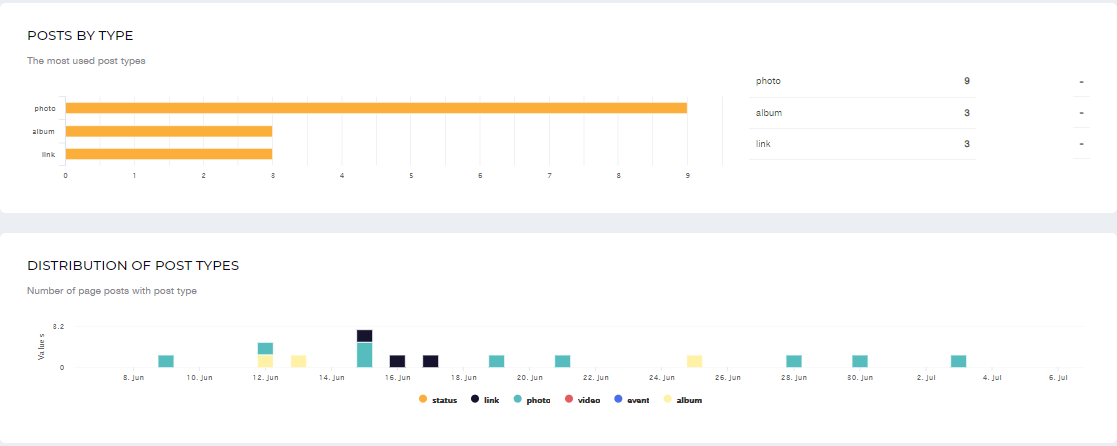 POSTS BY TYPE
The most used post types
photo
album
link
0 1 2 3 4 5 6 7 8 9
photo 9 -
album 3 -
link 3 -
DISTRIBUTION OF POST TYPES
Number of page posts with post type
Values
3.2
0
8. Jun 10. Jun 12. Jun 14. Jun 16. Jun 18. Jun 20. Jun 22. Jun 24. Jun 26. Jun 28. Jun 30. Jun 2. Jul 4. Jul 6. Jul
status link photo video event album